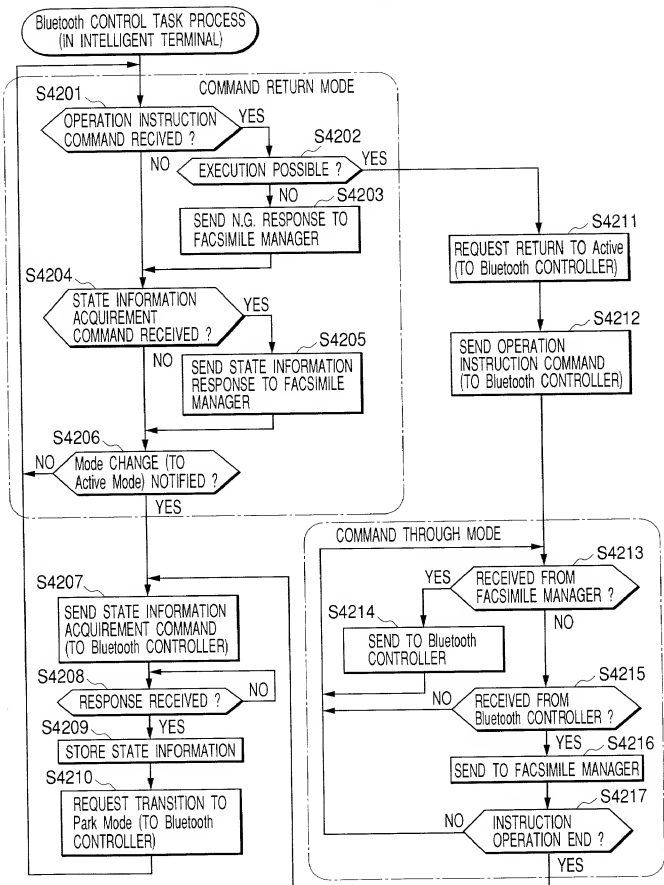 Bluetooth CONTROL TASK PROCESS
(IN INTELLIGENT TERMINAL)
COMMAND RETURN MODE
S4201
OPERATION INSTRUCTION
COMMAND RECIVED ?
YES
NO
S4202
EXECUTION POSSIBLE ?
YES
NO
S4203
SEND N.G. RESPONSE TO
FACSIMILE MANAGER
S4204
STATE INFORMATION
ACQUIREMENT
COMMAND RECEIVED ?
YES
NO
S4205
SEND STATE INFORMATION
RESPONSE TO FACSIMILE
MANAGER
S4206
Mode CHANGE (TO
Active Mode) NOTIFIED ?
NO
YES
S4207
SEND STATE INFORMATION
ACQUIREMENT COMMAND
(TO Bluetooth CONTROLLER)
S4208
RESPONSE RECEIVED ?
NO
YES
S4209
STORE STATE INFORMATION
S4210
REQUEST TRANSITION TO
Park Mode (TO Bluetooth
CONTROLLER)
S4211
REQUEST RETURN TO Active
(TO Bluetooth CONTROLLER)
S4212
SEND OPERATION
INSTRUCTION COMMAND
(TO Bluetooth CONTROLLER)
COMMAND THROUGH MODE
S4213
RECEIVED FROM
FACSIMILE MANAGER ?
YES
NO
S4214
SEND TO Bluetooth
CONTROLLER
S4215
RECEIVED FROM
Bluetooth CONTROLLER ?
NO
YES
S4216
SEND TO FACSIMILE MANAGER
S4217
INSTRUCTION
OPERATION END ?
NO
YES